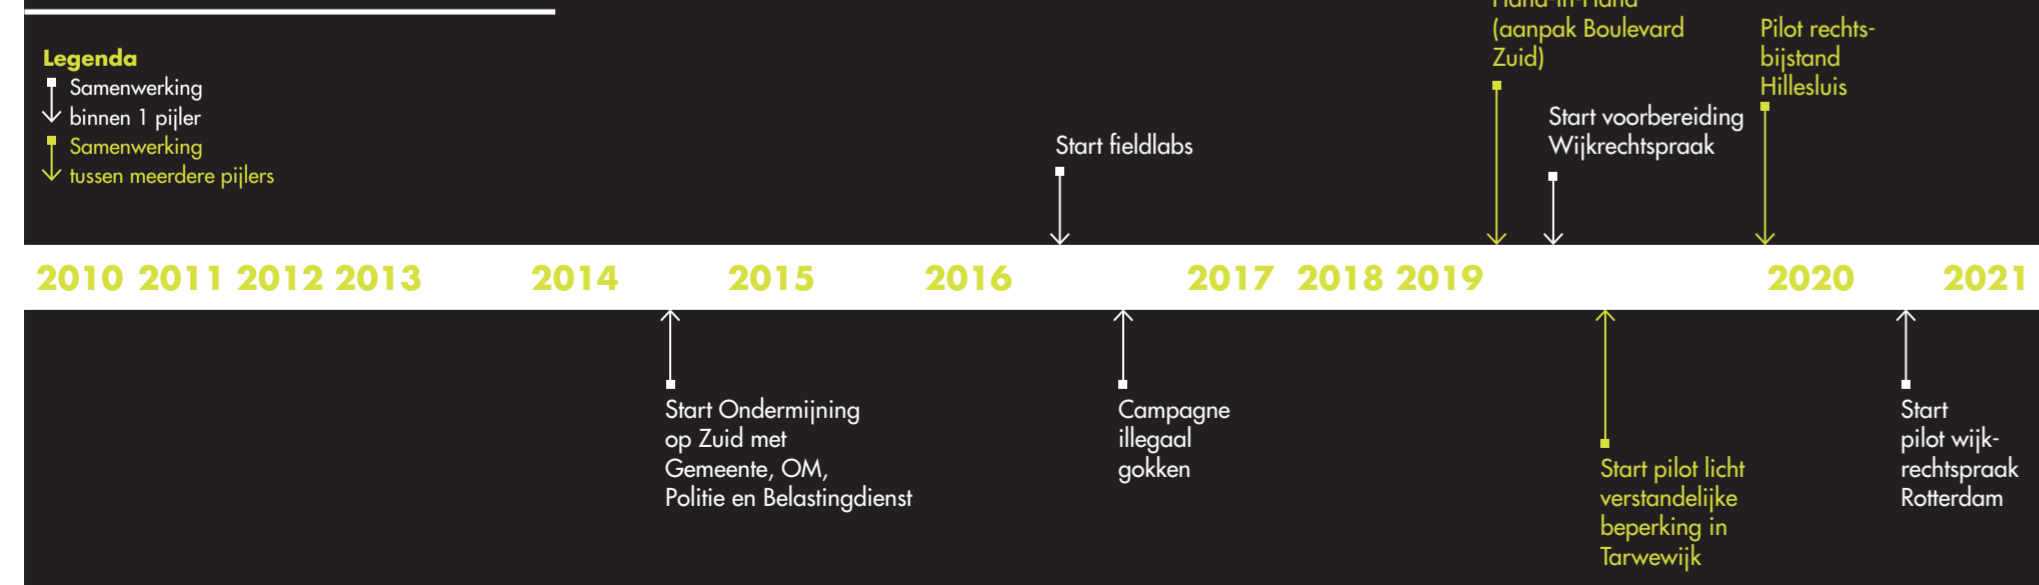 Legenda
Samenwerking
binnen 1 pijler
Samenwerking
tussen meerdere pijlers
Start fieldlabs
Hand-in-Hand
(aanpak Boulevard
Zuid)
Start voorbereiding
Wijkrechtspraak
Pilot rechts-
bijstand
Hillesluis
2010 2011 2012 2013 2014 2015 2016 2017 2018 2019 2020 2021
Start Ondermijning
op Zuid met
Gemeente, OM,
Politie en Belastingdienst
Campagne
illegaal
gokken
Start pilot licht
verstandelijke
beperking in
Tarwewijk
Start
pilot wijk-
rechtspraak
Rotterdam